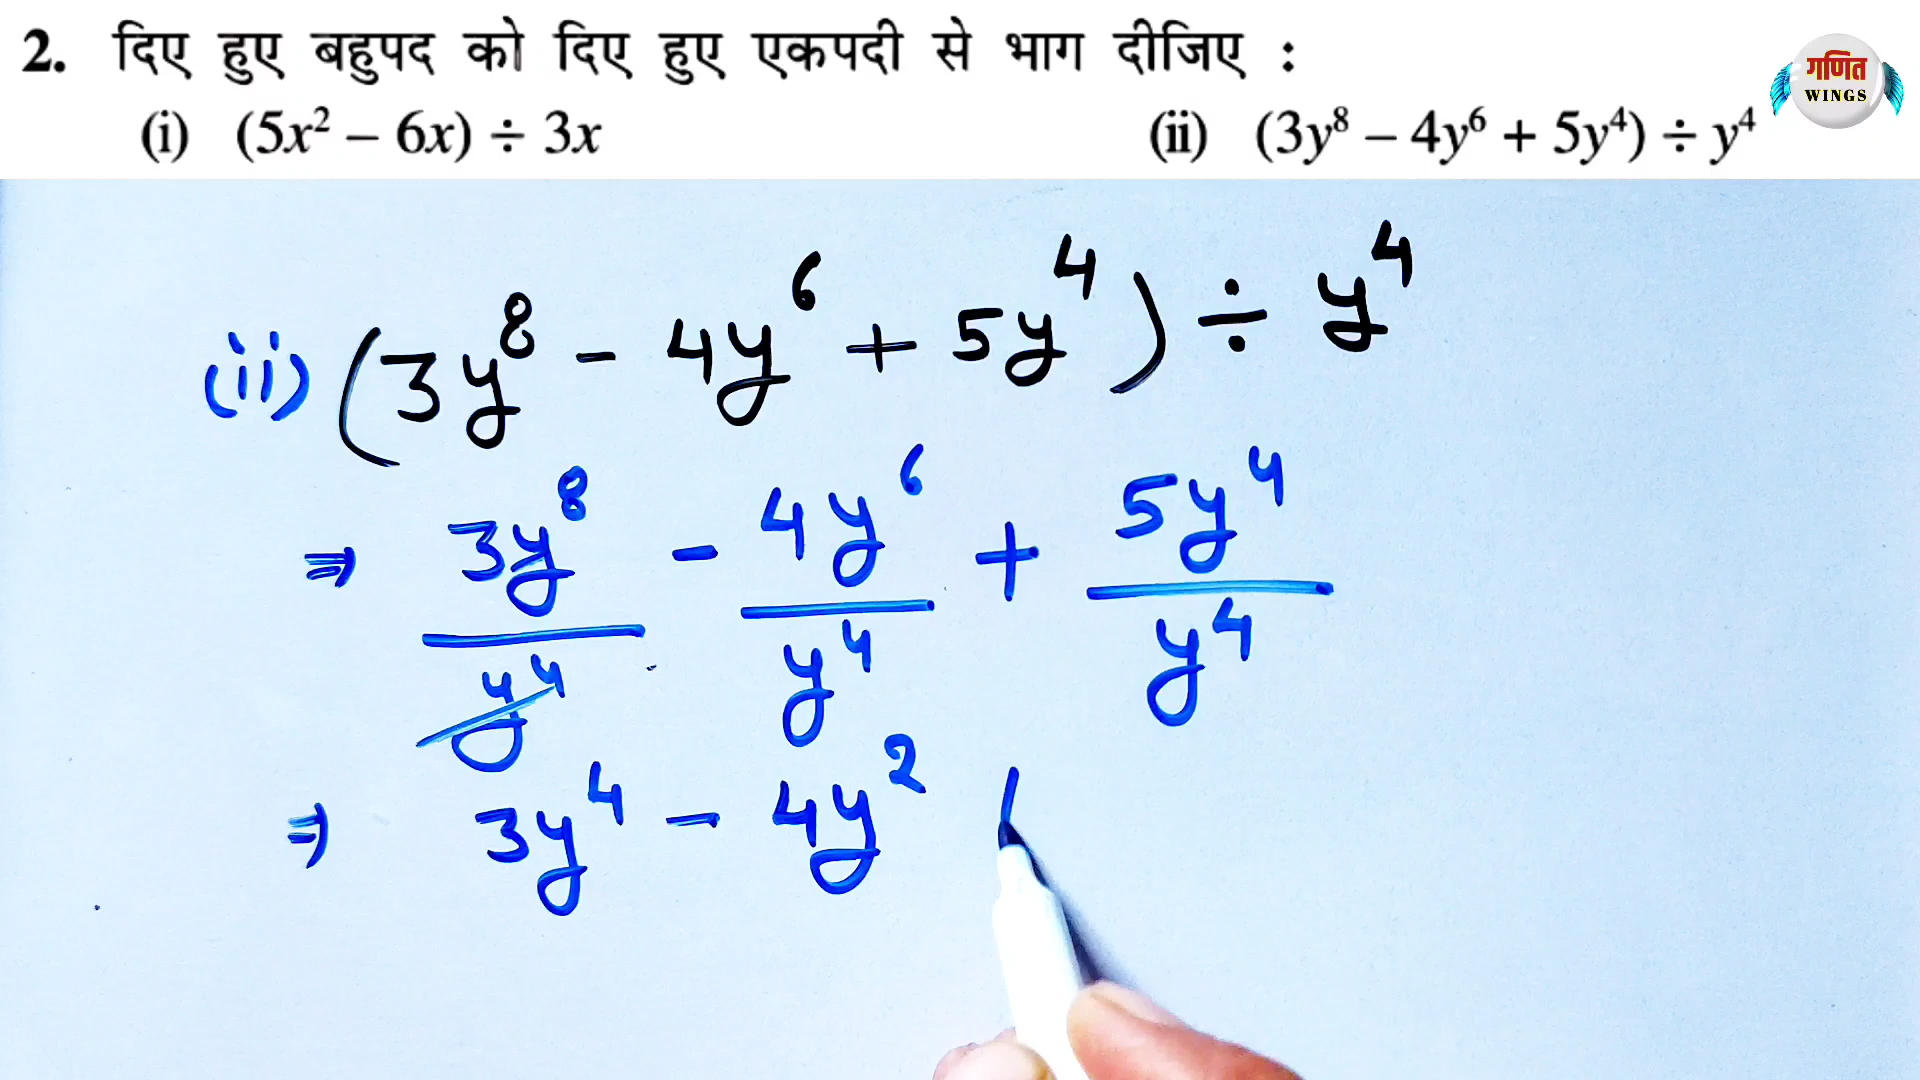 2. दिए हुए बहुपद को दिए हुए एकपदी से भाग दीजिए :
गणित
WINGS
(i) (5x² – 6x) ÷ 3x (ii) (3y⁸ – 4y⁶ + 5y⁴) ÷ y⁴
(ii) (3y⁸ - 4y⁶ + 5y⁴) ÷ y⁴
⇒ 3y⁸/y⁴ - 4y⁶/y⁴ + 5y⁴/y⁴
⇒ 3y⁴ - 4y²